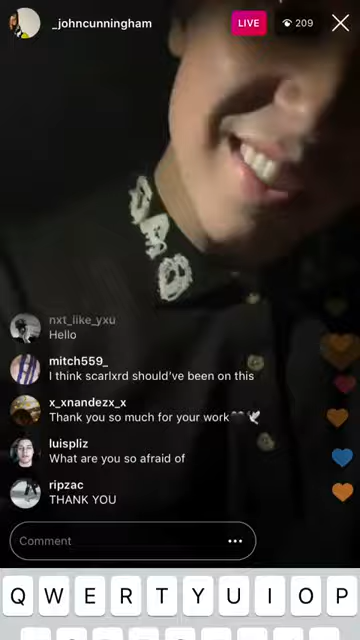 _johncunningham
LIVE
209
nxt_like_yxu
Hello
mitch559_
I think scarlxrd should've been on this
x_xnandezx_x
Thank you so much for your work🖤🕊
luispliz
What are you so afraid of
ripzac
THANK YOU
Comment
Q W E R T Y U I O P